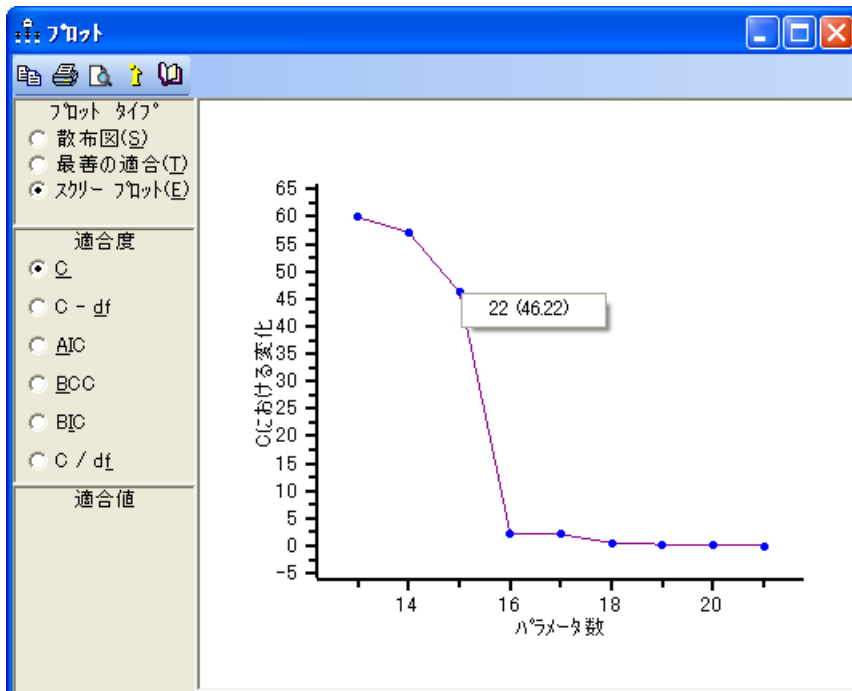 プロット
プロット タイプ
散布図(S)
最善の適合(T)
スクリー プロット(E)
適合度
C
C - df
AIC
BCC
BIC
C / df
適合値
Cにおける変化
65
60
55
50
45
40
35
30
25
20
15
10
5
0
-5
22 (46.22)
14 16 18 20
パラメータ数